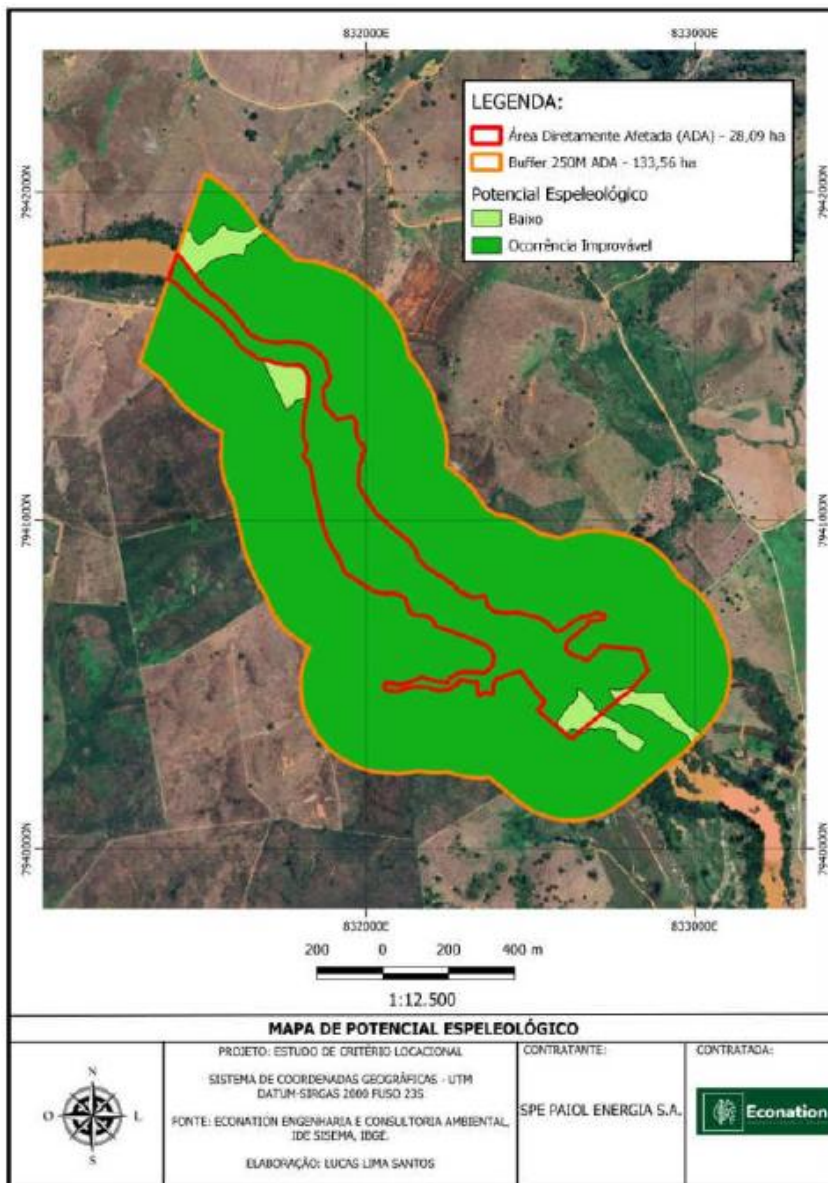 832000E
833000E
LEGENDA:
Área Diretamente Afetada (ADA) - 28,09 ha
Buffer 250M ADA - 133,56 ha
Potencial Espeleológico
Baixo
Ocorrência Improvável
7942000N
7942000N
7941000N
7941000N
7940000N
7940000N
832000E
833000E
200 0 200 400 m
1:12.500
MAPA DE POTENCIAL ESPELEOLÓGICO
N
O L
S
PROJETO: ESTUDO DE CRITÉRIO LOCACIONAL
SISTEMA DE COORDENADAS GEOGRÁFICAS - UTM
DATUM-SIRGAS 2000 FUSO 23S
FONTE: ECONATION ENGENHARIA E CONSULTORIA AMBIENTAL,
IDE SISEMA, IBGE.
ELABORAÇÃO: LUCAS LIMA SANTOS
CONTRATANTE:
SPE PAIOL ENERGIA S.A.
CONTRATADA:
Econation